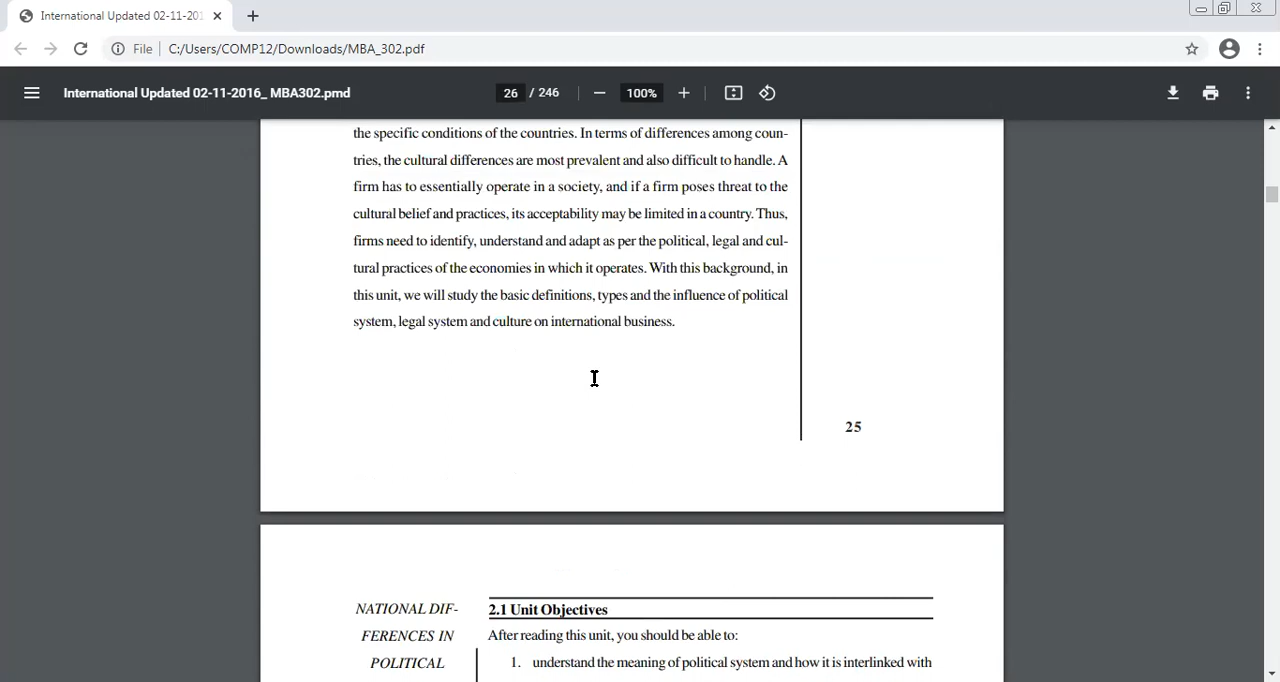 International Updated 02-11-201
File
C:/Users/COMP12/Downloads/MBA_302.pdf
International Updated 02-11-2016_ MBA302.pmd
26 / 246
100%
the specific conditions of the countries. In terms of differences among coun-
tries, the cultural differences are most prevalent and also difficult to handle. A
firm has to essentially operate in a society, and if a firm poses threat to the
cultural belief and practices, its acceptability may be limited in a country. Thus,
firms need to identify, understand and adapt as per the political, legal and cul-
tural practices of the economies in which it operates. With this background, in
this unit, we will study the basic definitions, types and the influence of political
system, legal system and culture on international business.
25
NATIONAL DIF-
FERENCES IN
POLITICAL
2.1 Unit Objectives
After reading this unit, you should be able to:
1. understand the meaning of political system and how it is interlinked with